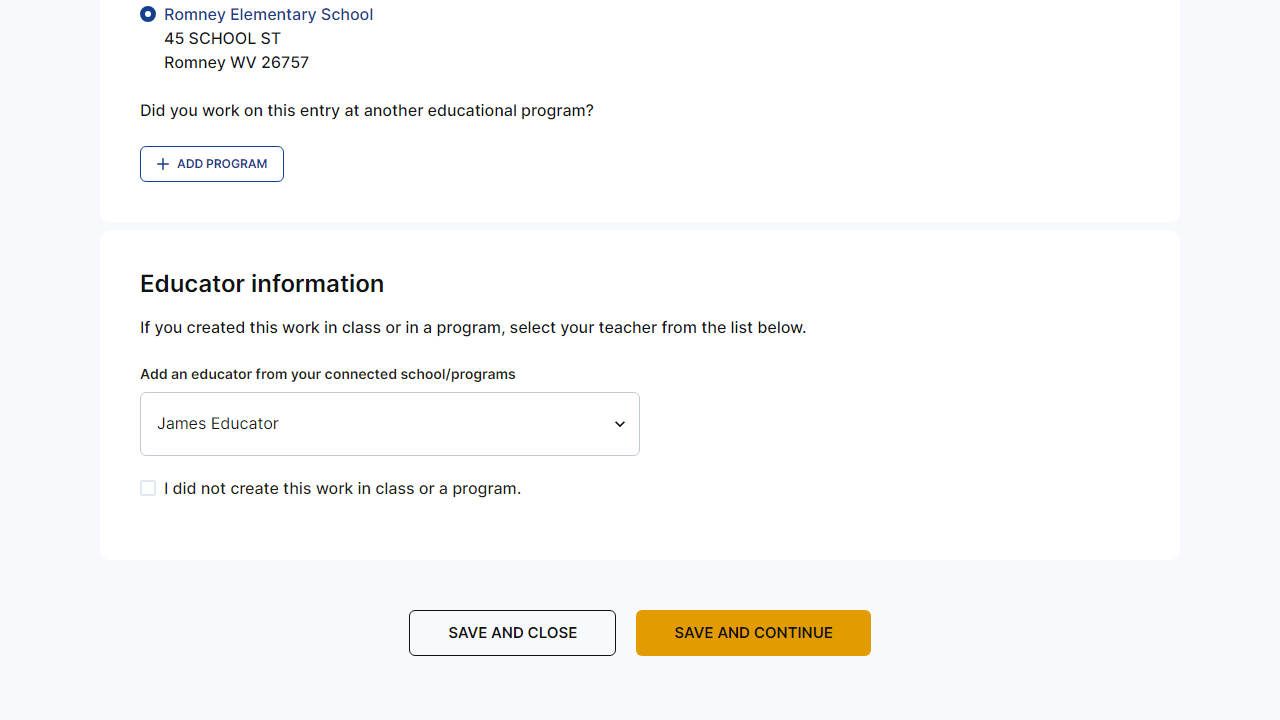 Romney Elementary School
45 SCHOOL ST
Romney WV 26757
Did you work on this entry at another educational program?
ADD PROGRAM
Educator information
If you created this work in class or in a program, select your teacher from the list below.
Add an educator from your connected school/programs
James Educator
I did not create this work in class or a program.
SAVE AND CLOSE
SAVE AND CONTINUE